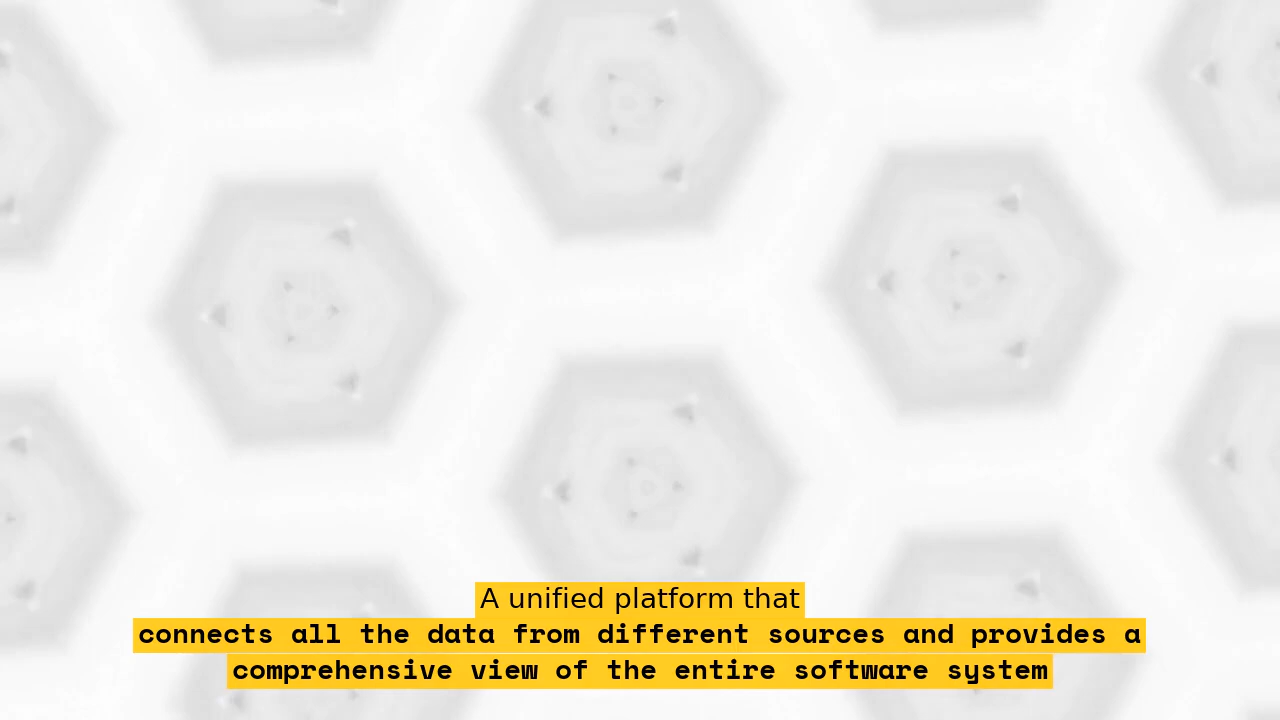 A unified platform that
connects all the data from different sources and provides a
comprehensive view of the entire software system